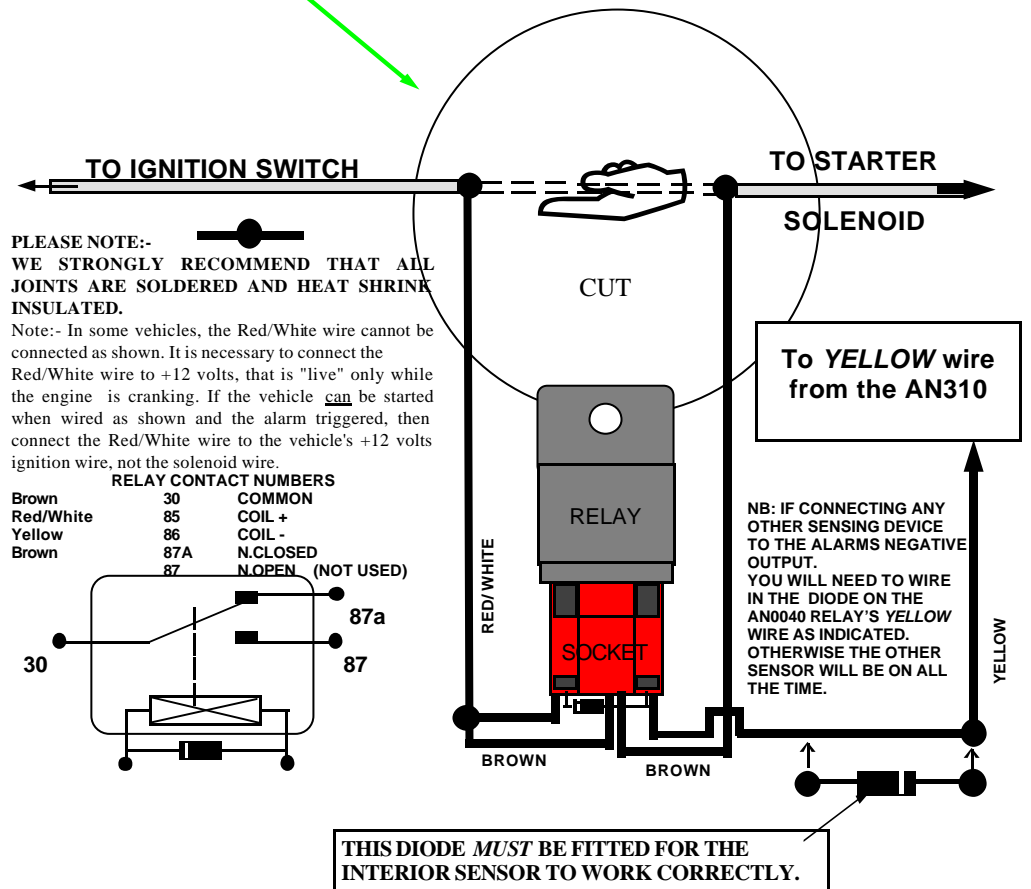 TO IGNITION SWITCH
TO STARTER
SOLENOID
CUT
PLEASE NOTE:-
WE STRONGLY RECOMMEND THAT ALL
JOINTS ARE SOLDERED AND HEAT SHRINK
INSULATED.
Note:- In some vehicles, the Red/White wire cannot be
connected as shown. It is necessary to connect the
Red/White wire to +12 volts, that is "live" only while
the engine is cranking. If the vehicle can be started
when wired as shown and the alarm triggered, then
connect the Red/White wire to the vehicle's +12 volts
ignition wire, not the solenoid wire.
RELAY CONTACT NUMBERS
Brown 30 COMMON
Red/White 85 COIL +
Yellow 86 COIL -
Brown 87A N.CLOSED
87 N.OPEN (NOT USED)
87a
30
87
RED/ WHITE
RELAY
SOCKET
BROWN
BROWN
To YELLOW wire
from the AN310
NB: IF CONNECTING ANY
OTHER SENSING DEVICE
TO THE ALARMS NEGATIVE
OUTPUT.
YOU WILL NEED TO WIRE
IN THE DIODE ON THE
AN0040 RELAY'S YELLOW
WIRE AS INDICATED.
OTHERWISE THE OTHER
SENSOR WILL BE ON ALL
THE TIME.
YELLOW
THIS DIODE MUST BE FITTED FOR THE
INTERIOR SENSOR TO WORK CORRECTLY.